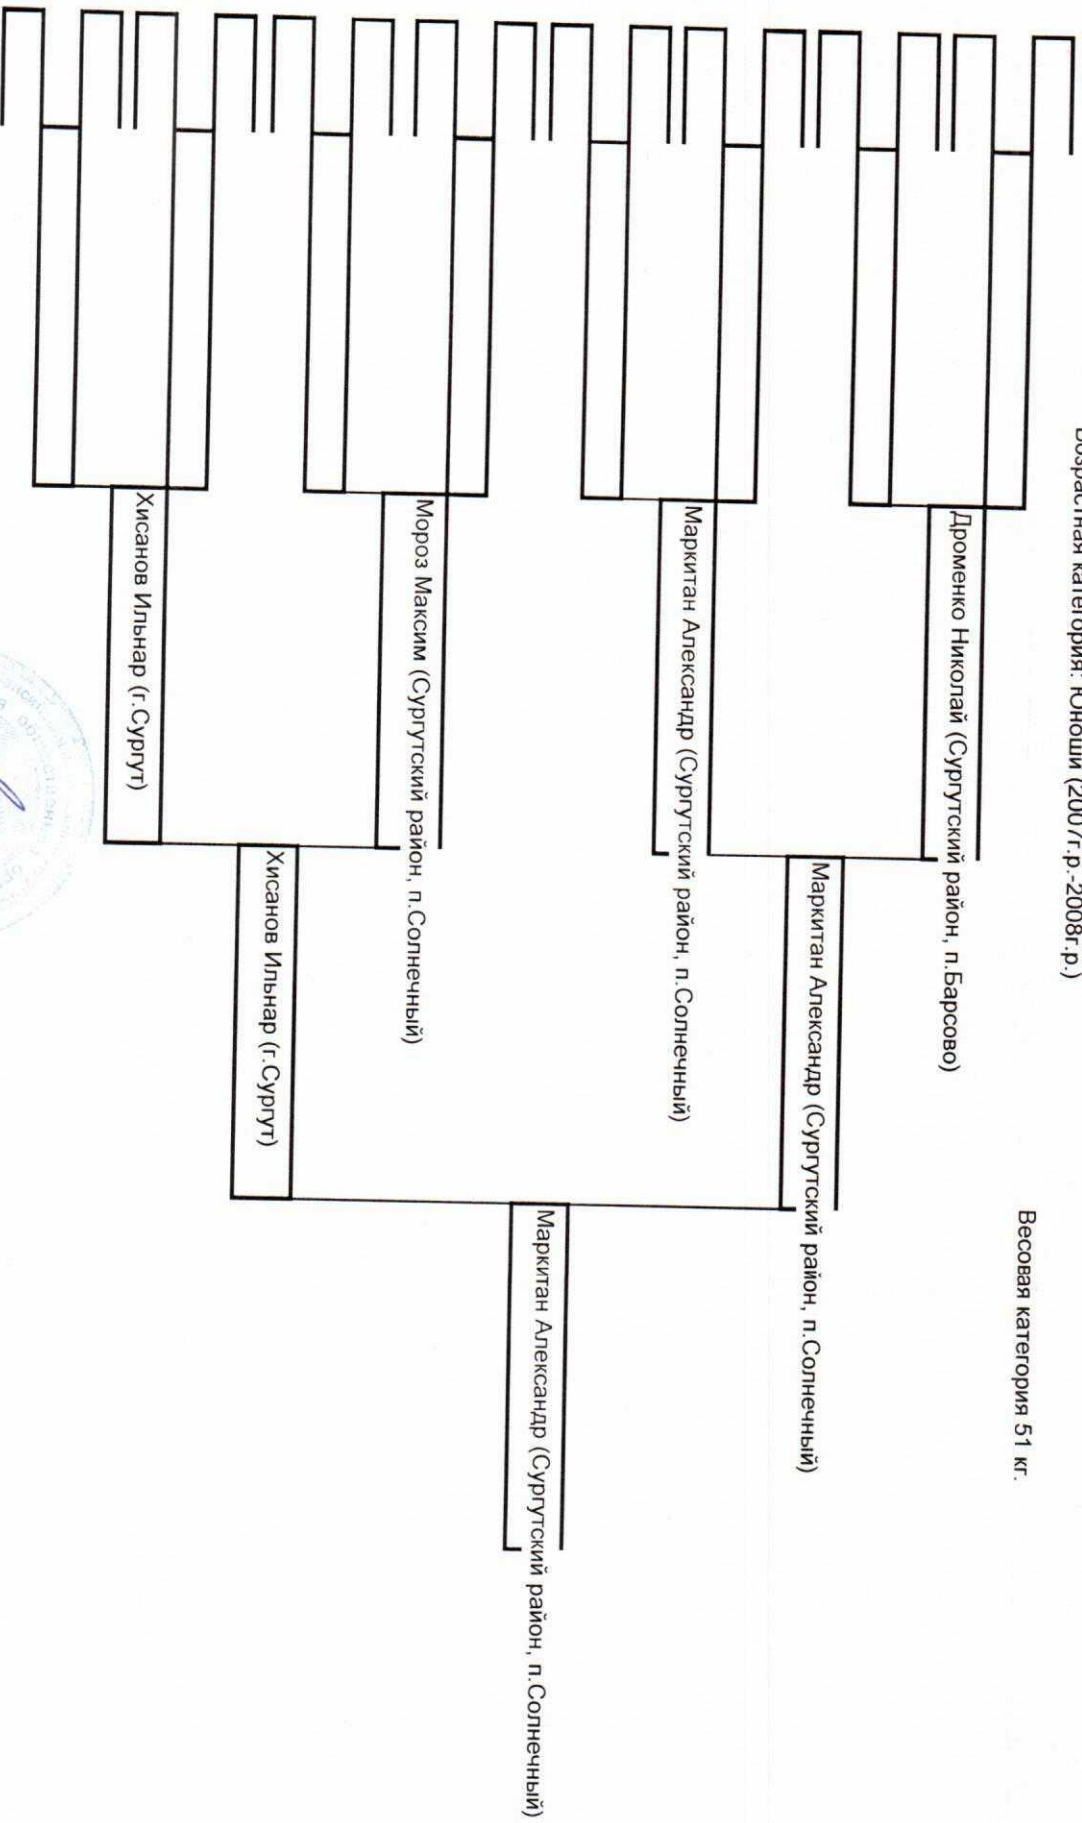 Возрастная категория: Юноши (2007г.р.-2008г.р.)
Весовая категория 51 кг.
Дроменко Николай (Сургутский район, п.Барсово)
Маркитан Александр (Сургутский район, п.Солнечный)
Маркитан Александр (Сургутский район, п.Солнечный)
Маркитан Александр (Сургутский район, п.Солнечный)
Мороз Максим (Сургутский район, п.Солнечный)
Хисанов Ильнар (г.Сургут)
Хисанов Ильнар (г.Сургут)